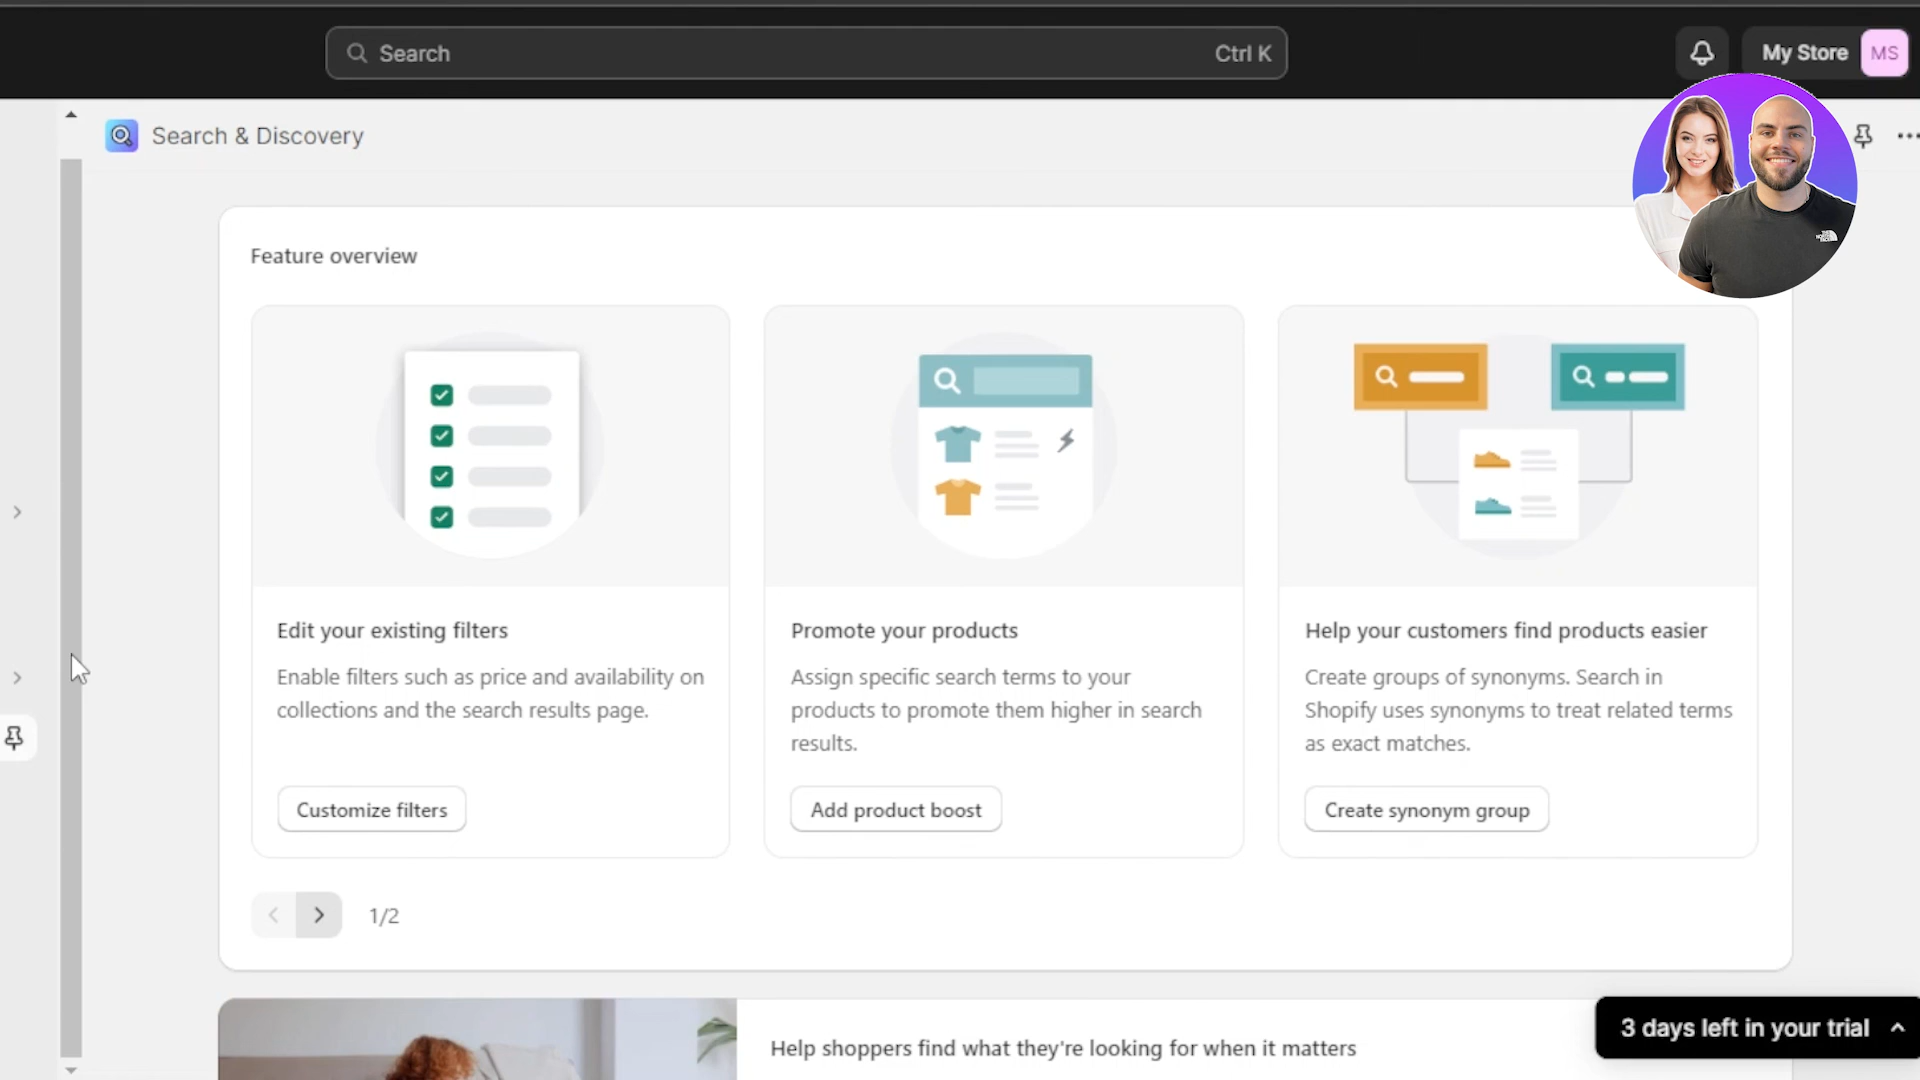 Search
Ctrl K
My Store
MS
Search & Discovery
Feature overview
Edit your existing filters
Enable filters such as price and availability on
collections and the search results page.
Customize filters
Promote your products
Assign specific search terms to your
products to promote them higher in search
results.
Add product boost
Help your customers find products easier
Create groups of synonyms. Search in
Shopify uses synonyms to treat related terms
as exact matches.
Create synonym group
1/2
Help shoppers find what they're looking for when it matters
3 days left in your trial